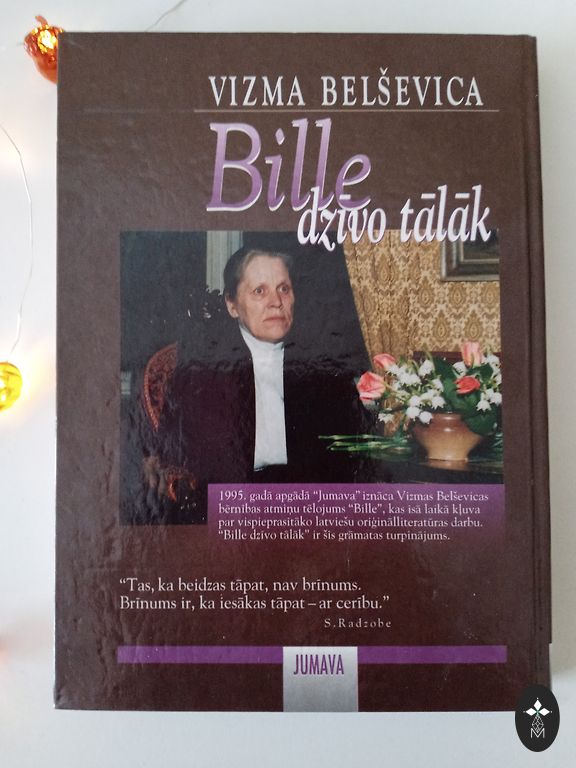 VIZMA BELŠEVICA
Bille
dzīvo tālāk
1995. gadā apgādā “Jumava” iznāca Vizmas Belševicas
bērnības atmiņu tēlojums “Bille”, kas īsā laikā kļuva
par vispieprasītāko latviešu oriģinālliteratūras darbu.
“Bille dzīvo tālāk” ir šīs grāmatas turpinājums.
“Tas, ka beidzas tāpat, nav brīnums.
Brīnums ir, ka iesākas tāpat – ar cerību.”
S.Radzobe
JUMAVA
M